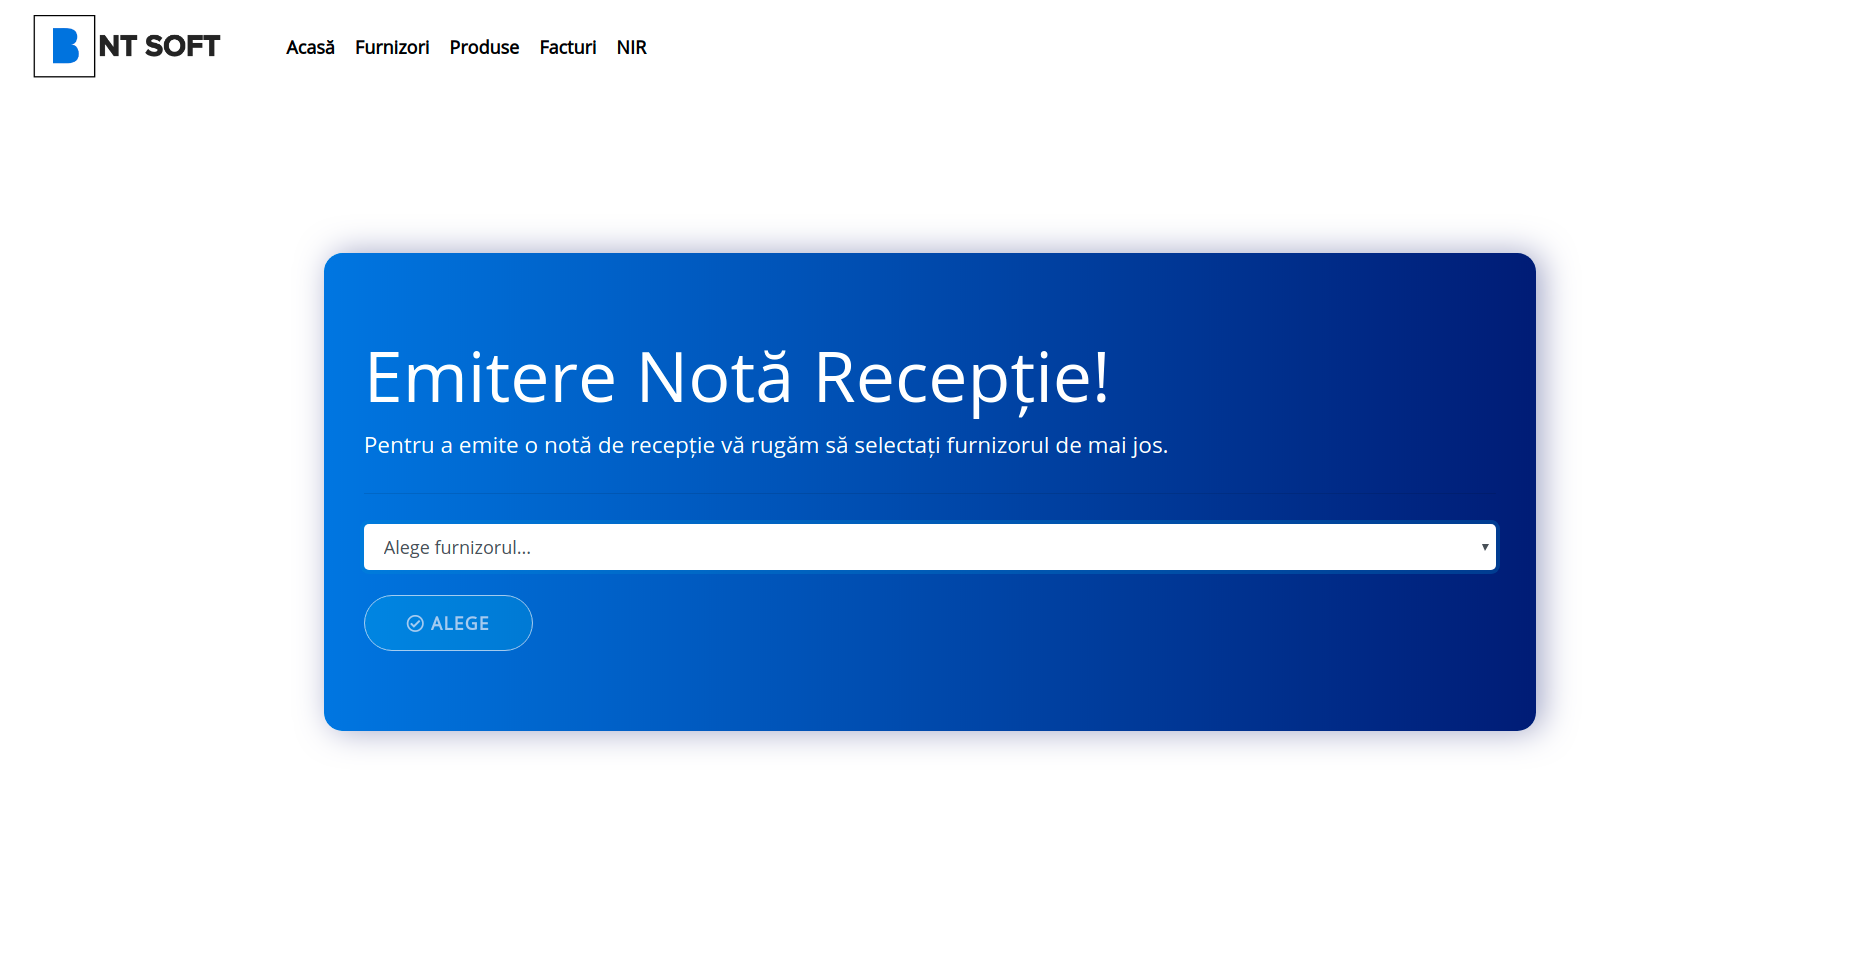 B NT SOFT
Acasă Furnizori Produse Facturi NIR
Emitere Notă Recepție!
Pentru a emite o notă de recepție vă rugăm să selectați furnizorul de mai jos.
Alege furnizorul...
ALEGE